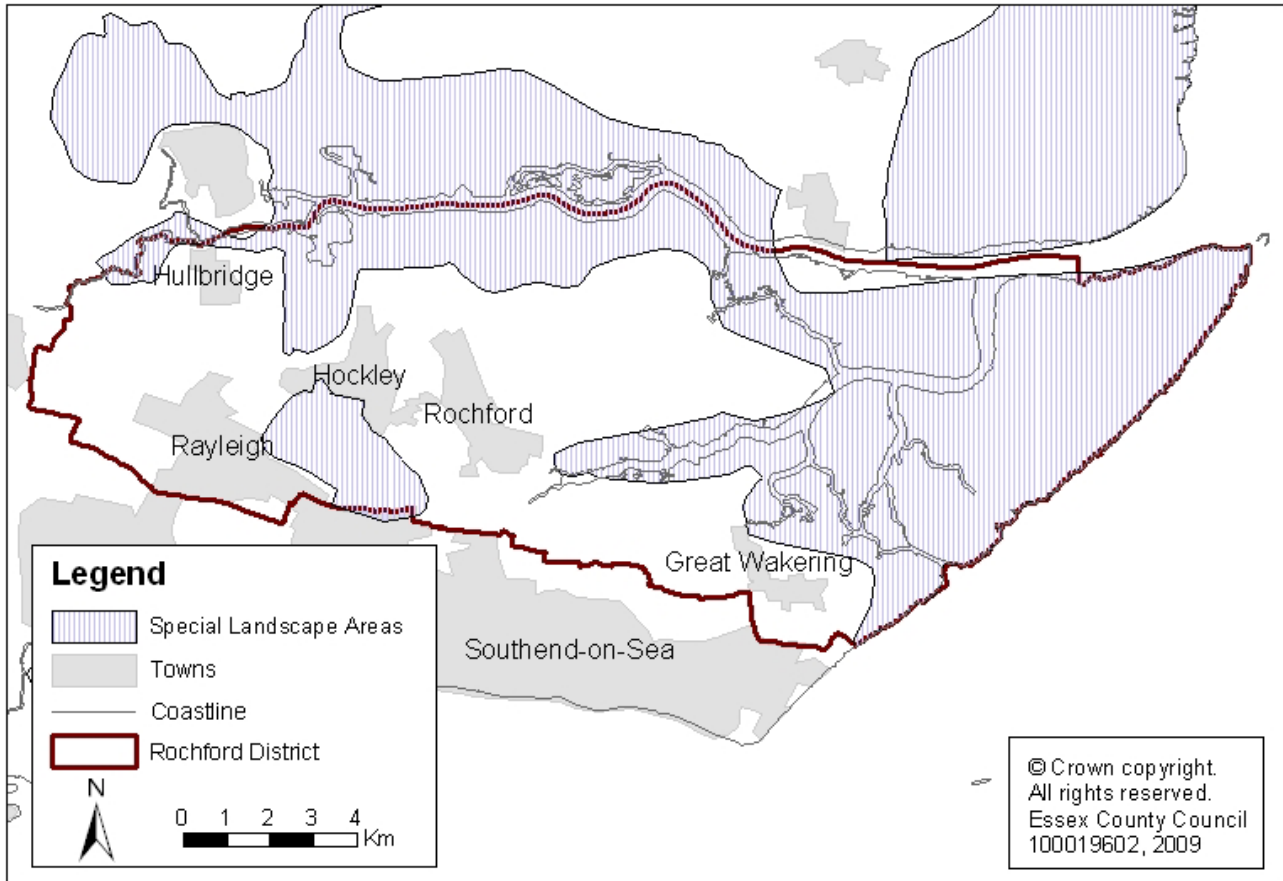 Hullbridge
Hockley
Rochford
Rayleigh
Great Wakering
Southend-on-Sea
Legend
Special Landscape Areas
Towns
Coastline
Rochford District
N
0 1 2 3 4
Km
© Crown copyright.
All rights reserved.
Essex County Council
100019602, 2009